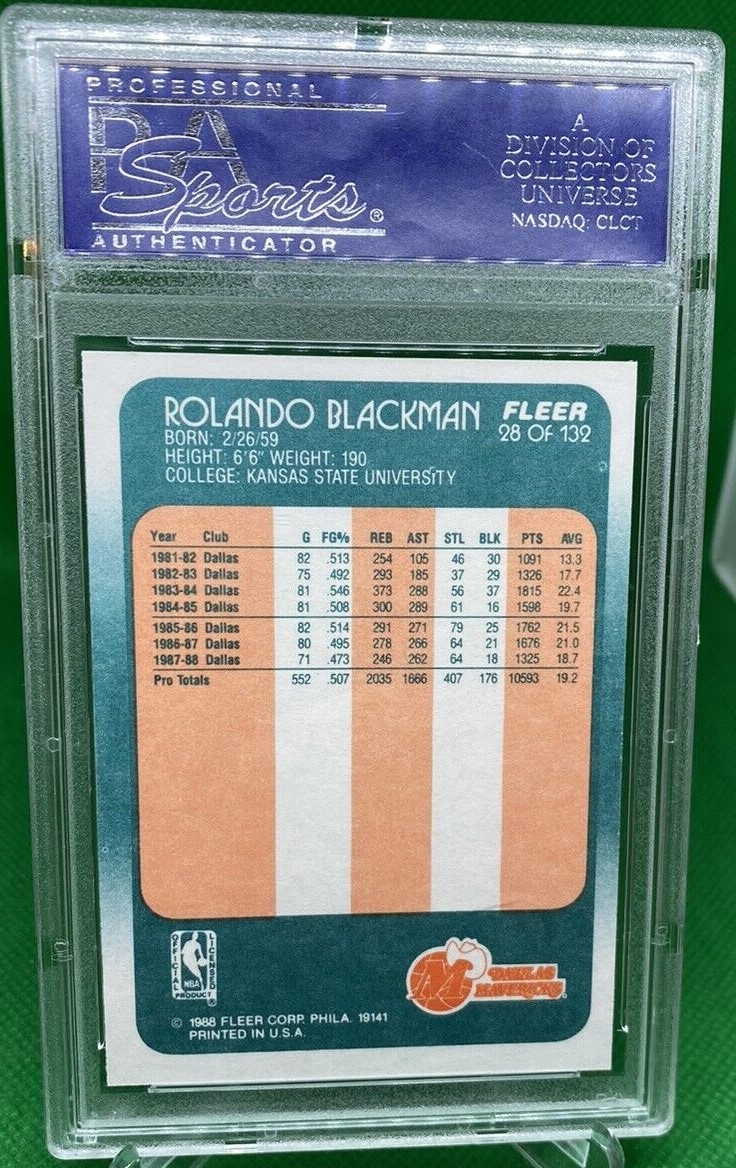 PROFESSIONAL
PSA
Sports®
AUTHENTICATOR
A
DIVISION OF
COLLECTORS
UNIVERSE
NASDAQ: CLCT
ROLANDO BLACKMAN FLEER
BORN: 2/26/59 28 OF 132
HEIGHT: 6'6" WEIGHT: 190
COLLEGE: KANSAS STATE UNIVERSITY
Year Club G FG% REB AST STL BLK PTS AVG
1981-82 Dallas 82 .513 254 105 46 30 1091 13.3
1982-83 Dallas 75 .492 293 185 37 29 1326 17.7
1983-84 Dallas 81 .546 373 288 56 37 1815 22.4
1984-85 Dallas 81 .508 300 289 61 16 1598 19.7
1985-86 Dallas 82 .514 291 271 79 25 1762 21.5
1986-87 Dallas 80 .495 278 266 64 21 1676 21.0
1987-88 Dallas 71 .473 246 262 64 18 1325 18.7
Pro Totals 552 .507 2035 1666 407 176 10593 19.2
OFFICIAL LICENSED
NBA
PRODUCT ®
M DALLAS
MAVERICKS.
© 1988 FLEER CORP. PHILA. 19141
PRINTED IN U.S.A.